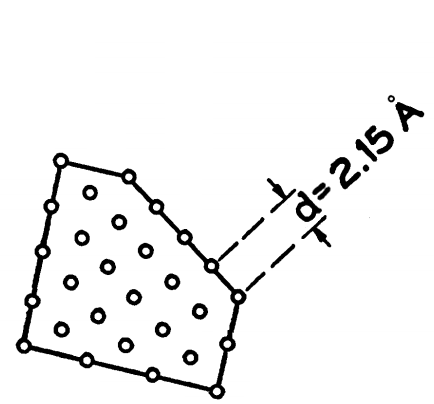 d = 2.15 Å